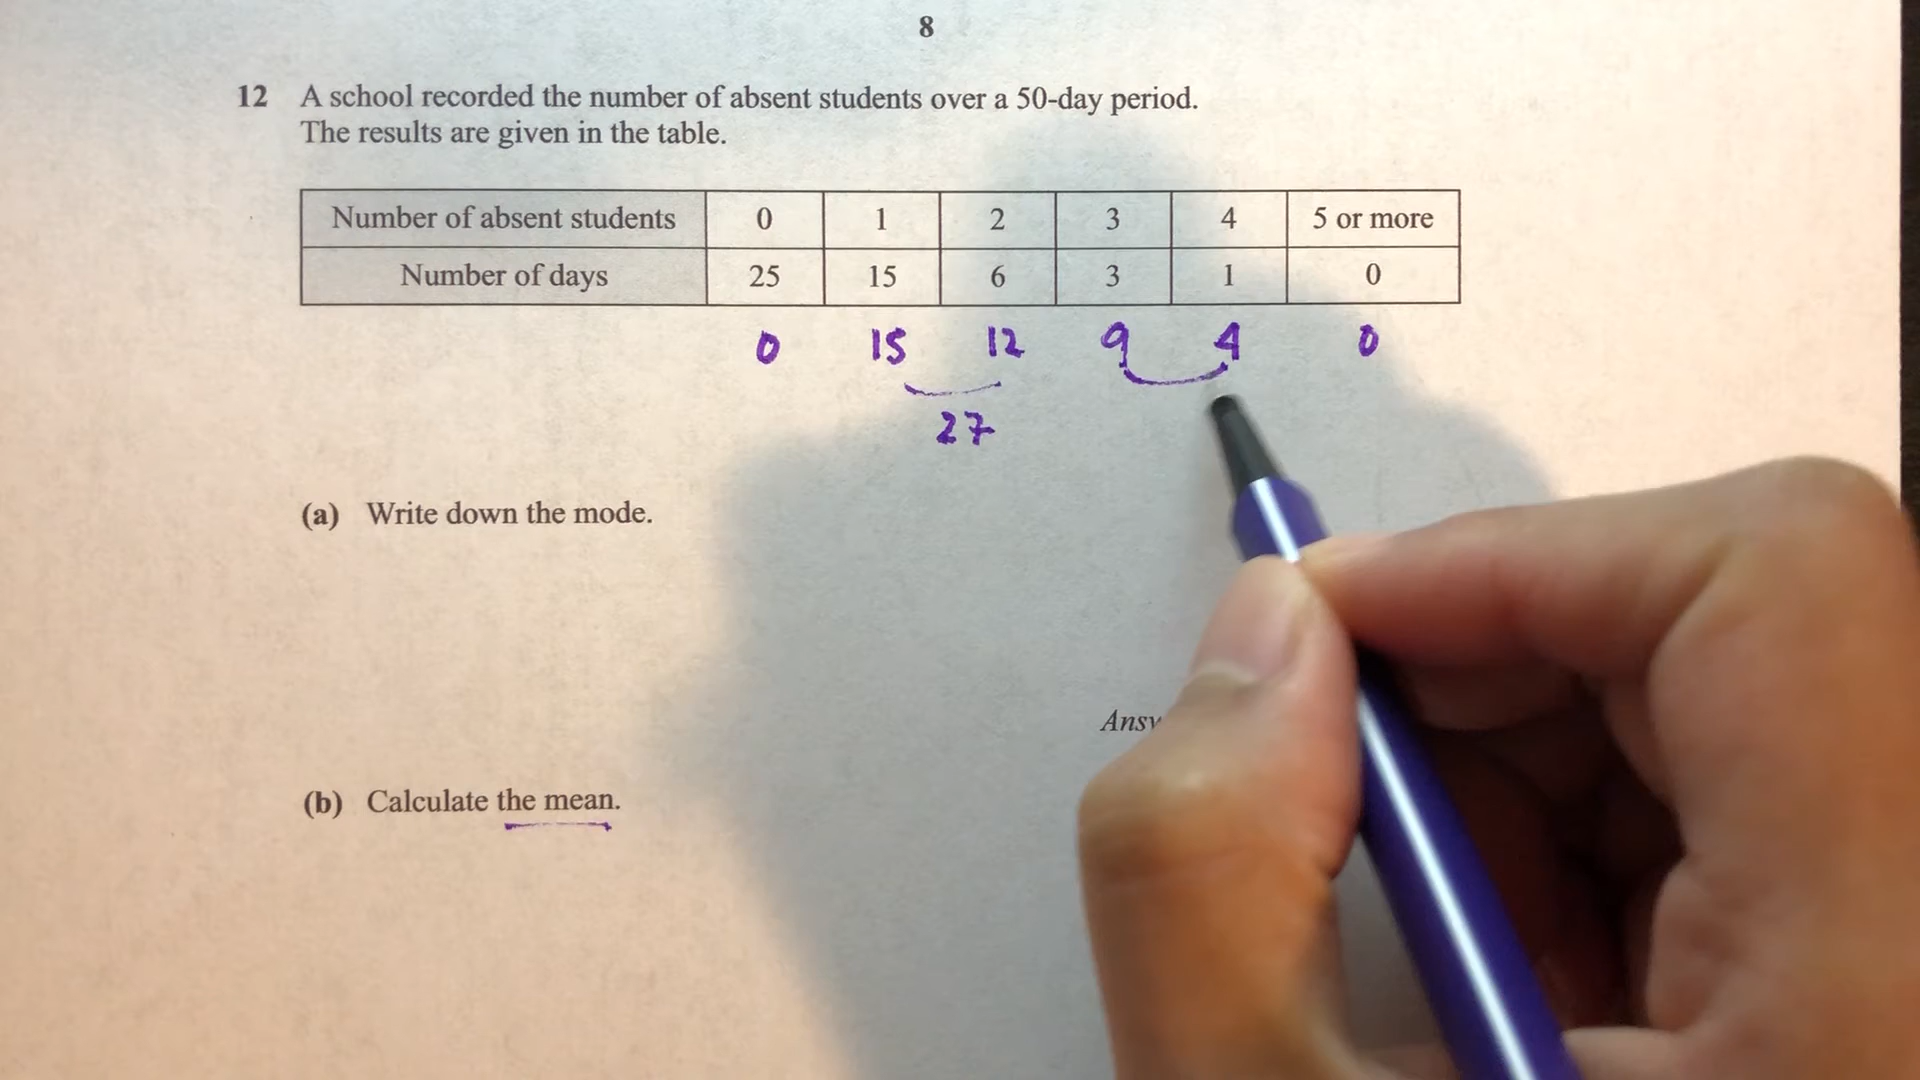 8
12 A school recorded the number of absent students over a 50-day period.
The results are given in the table.
Number of absent students 0 1 2 3 4 5 or more
Number of days 25 15 6 3 1 0
0 15 12 9 4 0
27
(a) Write down the mode.
(b) Calculate the mean.